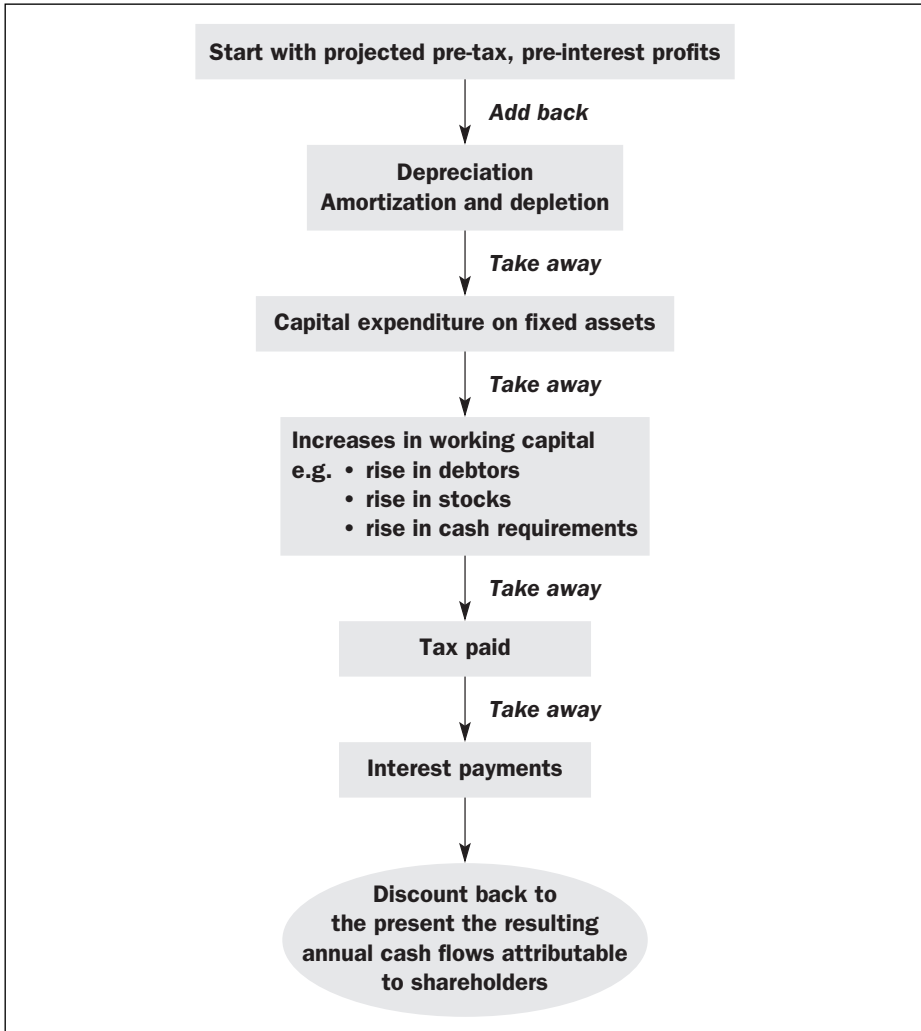 Start with projected pre-tax, pre-interest profits
Add back
Depreciation
Amortization and depletion
Take away
Capital expenditure on fixed assets
Take away
Increases in working capital
e.g. • rise in debtors
• rise in stocks
• rise in cash requirements
Take away
Tax paid
Take away
Interest payments
Discount back to
the present the resulting
annual cash flows attributable
to shareholders